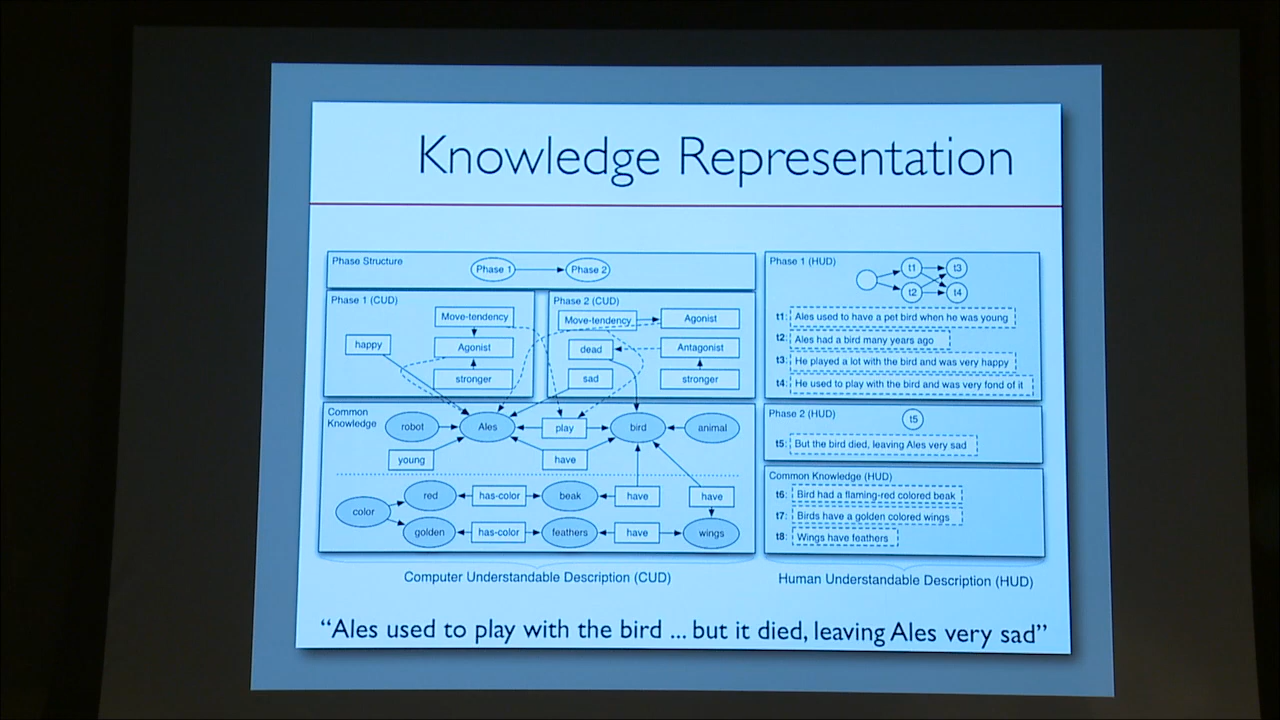 Knowledge Representation
Phase Structure
Phase 1
Phase 2
Phase 1 (CUD)
Move-tendency
happy
Agonist
stronger
Phase 2 (CUD)
Move-tendency
Agonist
dead
Antagonist
sad
stronger
Common
Knowledge
robot
Ales
play
bird
animal
young
have
red
has-color
beak
have
have
color
golden
has-color
feathers
have
wings
Computer Understandable Description (CUD)
Phase 1 (HUD)
t1
t3
t2
t4
t1: Ales used to have a pet bird when he was young
t2: Ales had a bird many years ago
t3: He played a lot with the bird and was very happy
t4: He used to play with the bird and was very fond of it
Phase 2 (HUD)
t5
t5: But the bird died, leaving Ales very sad
Common Knowledge (HUD)
t6: Bird had a flaming-red colored beak
t7: Birds have a golden colored wings
t8: Wings have feathers
Human Understandable Description (HUD)
“Ales used to play with the bird ... but it died, leaving Ales very sad”